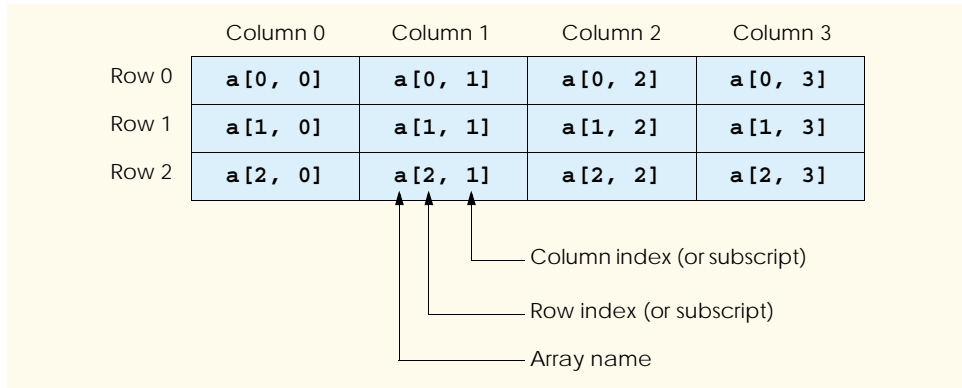 Column 0 Column 1 Column 2 Column 3
Row 0 a[0, 0] a[0, 1] a[0, 2] a[0, 3]
Row 1 a[1, 0] a[1, 1] a[1, 2] a[1, 3]
Row 2 a[2, 0] a[2, 1] a[2, 2] a[2, 3]
Column index (or subscript)
Row index (or subscript)
Array name